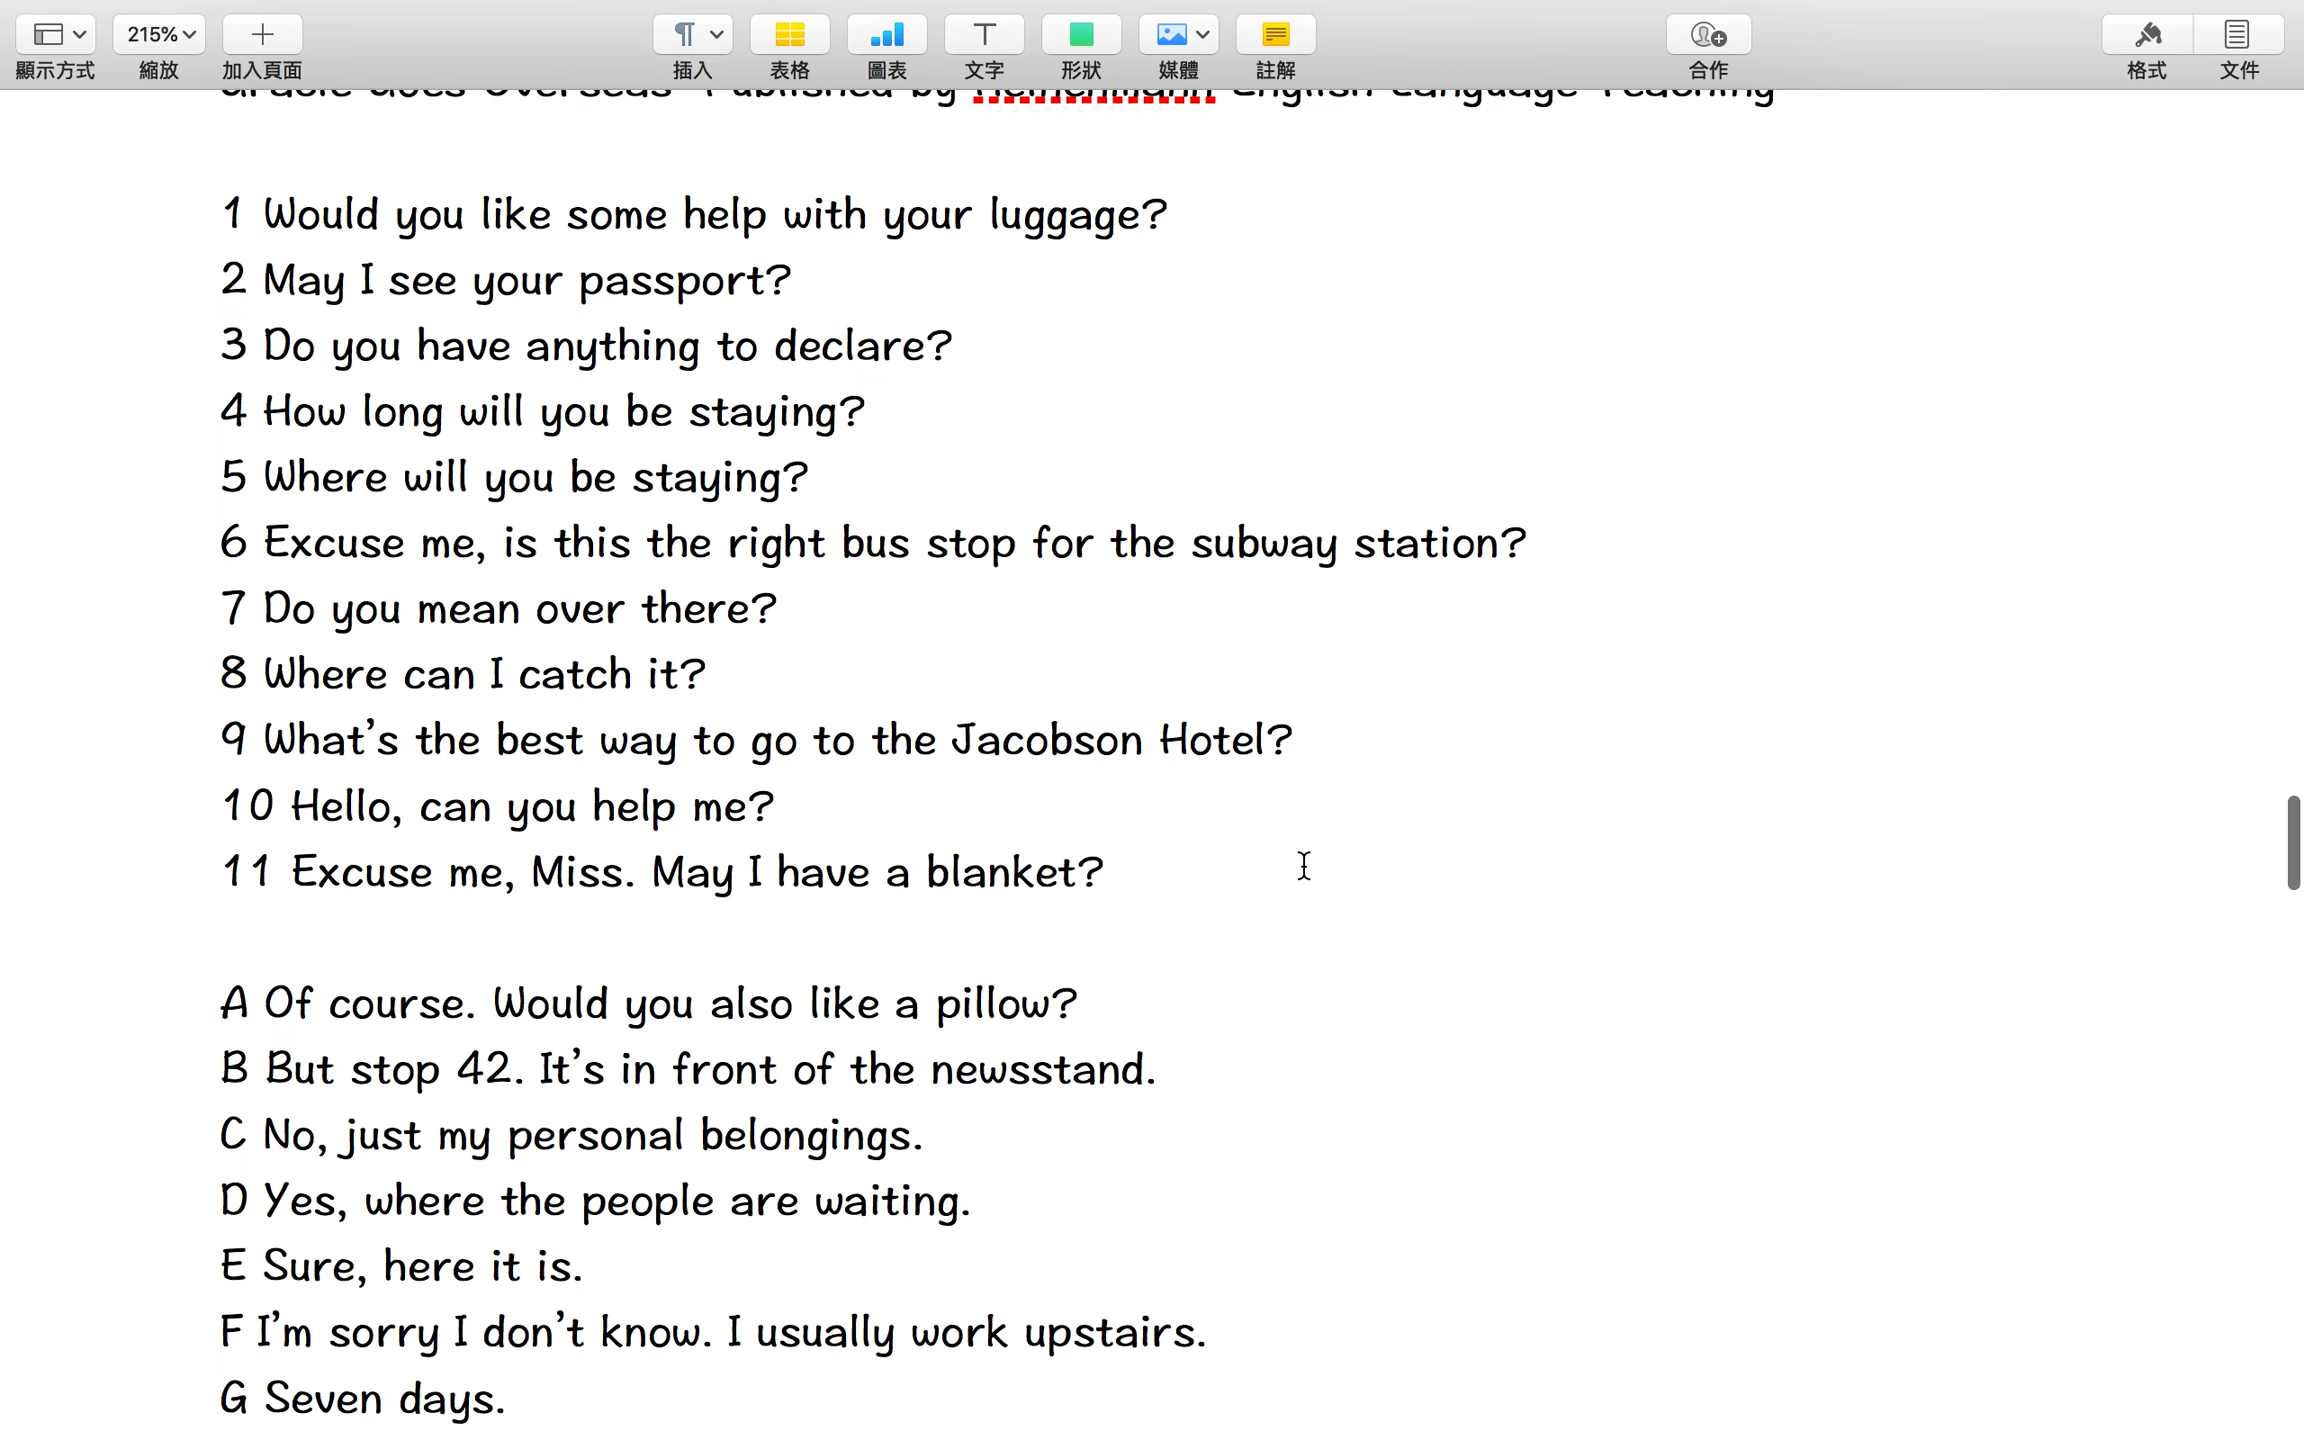 215%
顯示方式 縮放 加入頁面 插入 表格 圖表 文字 形狀 媒體 註解 合作 格式 文件
Goes Overseas Published by English Language Teaching
1 Would you like some help with your luggage?
2 May I see your passport?
3 Do you have anything to declare?
4 How long will you be staying?
5 Where will you be staying?
6 Excuse me, is this the right bus stop for the subway station?
7 Do you mean over there?
8 Where can I catch it?
9 What’s the best way to go to the Jacobson Hotel?
10 Hello, can you help me?
11 Excuse me, Miss. May I have a blanket?
A Of course. Would you also like a pillow?
B But stop 42. It’s in front of the newsstand.
C No, just my personal belongings.
D Yes, where the people are waiting.
E Sure, here it is.
F I’m sorry I don’t know. I usually work upstairs.
G Seven days.